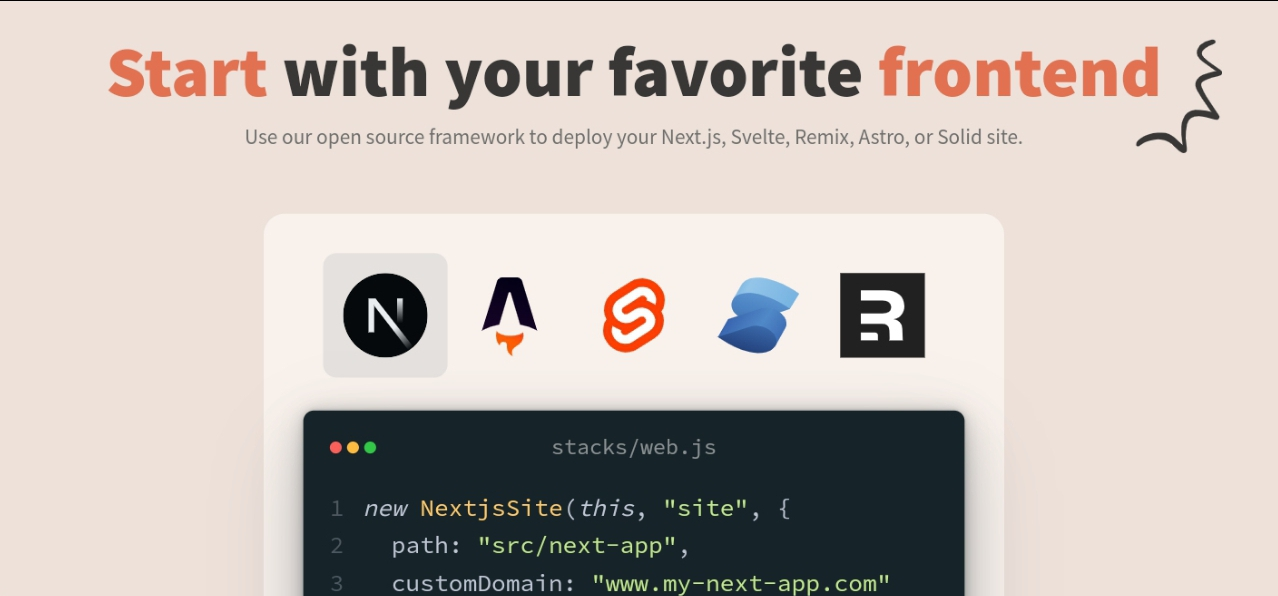 Start with your favorite frontend
Use our open source framework to deploy your Next.js, Svelte, Remix, Astro, or Solid site.
stacks/web.js
1 new NextjsSite(this, "site", {
2 path: "src/next-app",
3 customDomain: "www.my-next-app.com"